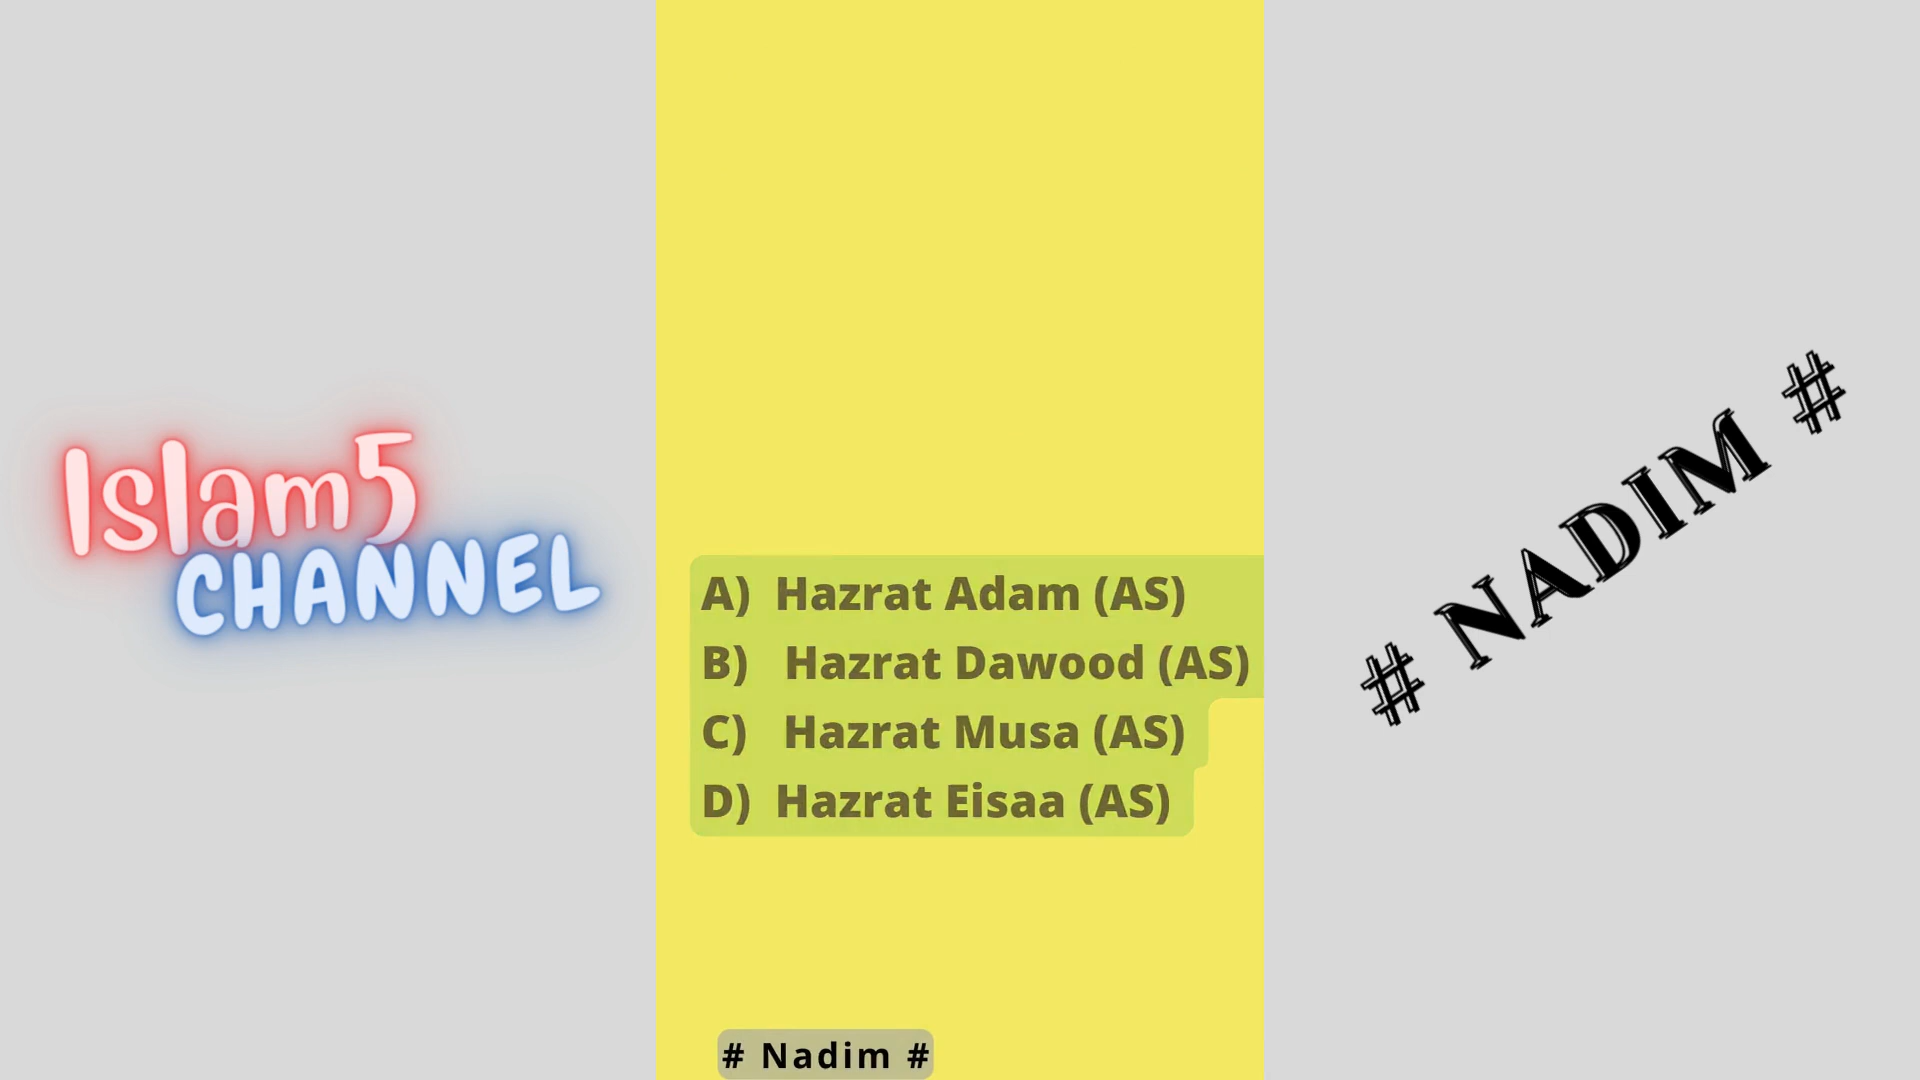 Islam5
CHANNEL
A) Hazrat Adam (AS)
B) Hazrat Dawood (AS)
C) Hazrat Musa (AS)
D) Hazrat Eisaa (AS)
# Nadim #
# NADIM #